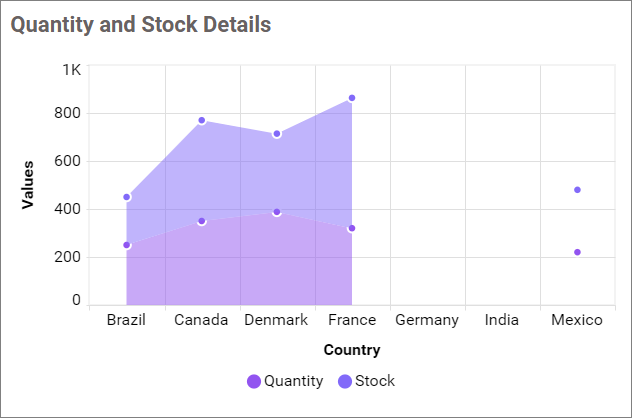 Quantity and Stock Details
1K
800
600
400
200
0
Values
Brazil Canada Denmark France Germany India Mexico
Country
Quantity Stock